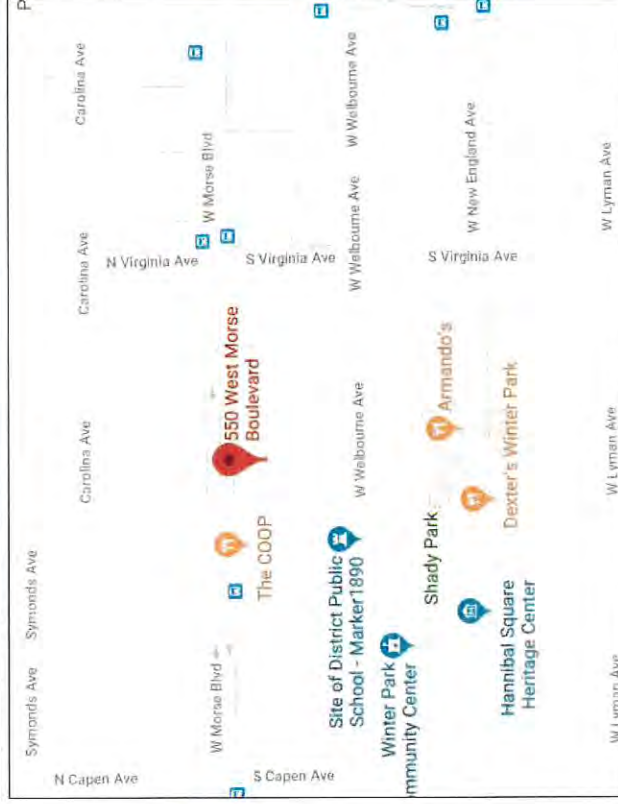 P
Symonds Ave
Symonds Ave
Carolina Ave
Carolina Ave
Carolina Ave
N Capen Ave
N Virginia Ave
W Morse Blvd
W Morse Blvd
550 West Morse
Boulevard
The COOP
S Capen Ave
S Virginia Ave
Site of District Public
School - Marker1890
W Welbourne Ave
W Welbourne Ave
W Welbourne Ave
Winter Park
mmunity Center
Shady Park
Armando's
S Virginia Ave
W New England Ave
Hannibal Square
Heritage Center
Dexter's Winter Park
W Lyman Ave
W Lyman Ave
W Lyman Ave